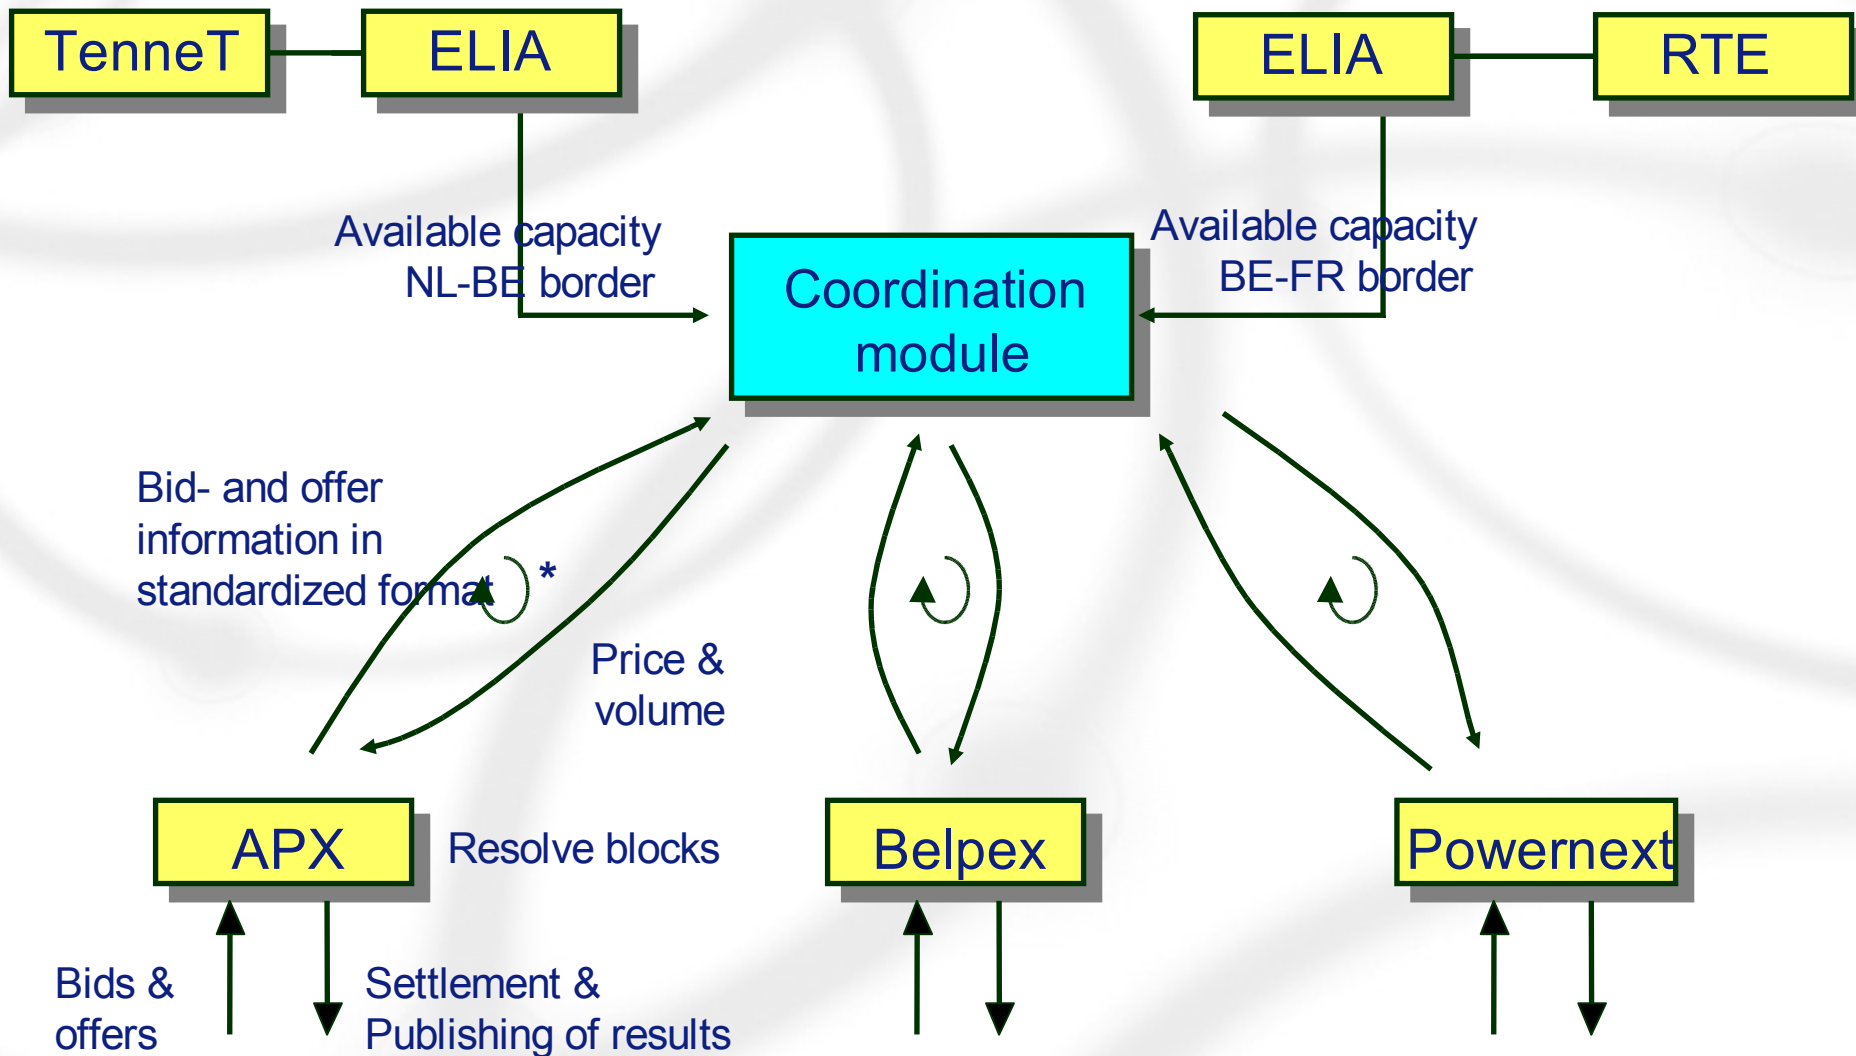 TenneT
ELIA
ELIA
RTE
Available capacity
NL-BE border
Available capacity
BE-FR border
Coordination
module
Bid- and offer
information in
standardized format
*
Price &
volume
APX
Resolve blocks
Belpex
Powernext
Bids &
offers
Settlement &
Publishing of results